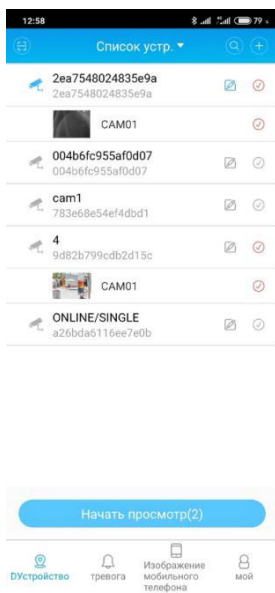 12:58
79
Список устр.
2ea7548024835e9a
2ea7548024835e9a
CAM01
004b6fc955af0d07
004b6fc955af0d07
cam1
783e68e54ef4dbd1
4
9d82b799cdb2d15c
CAM01
ONLINE/SINGLE
a26bda6116ee7e0b
Начать просмотр(2)
DУстройство
тревога
Изображение
мобильного
телефона
мой